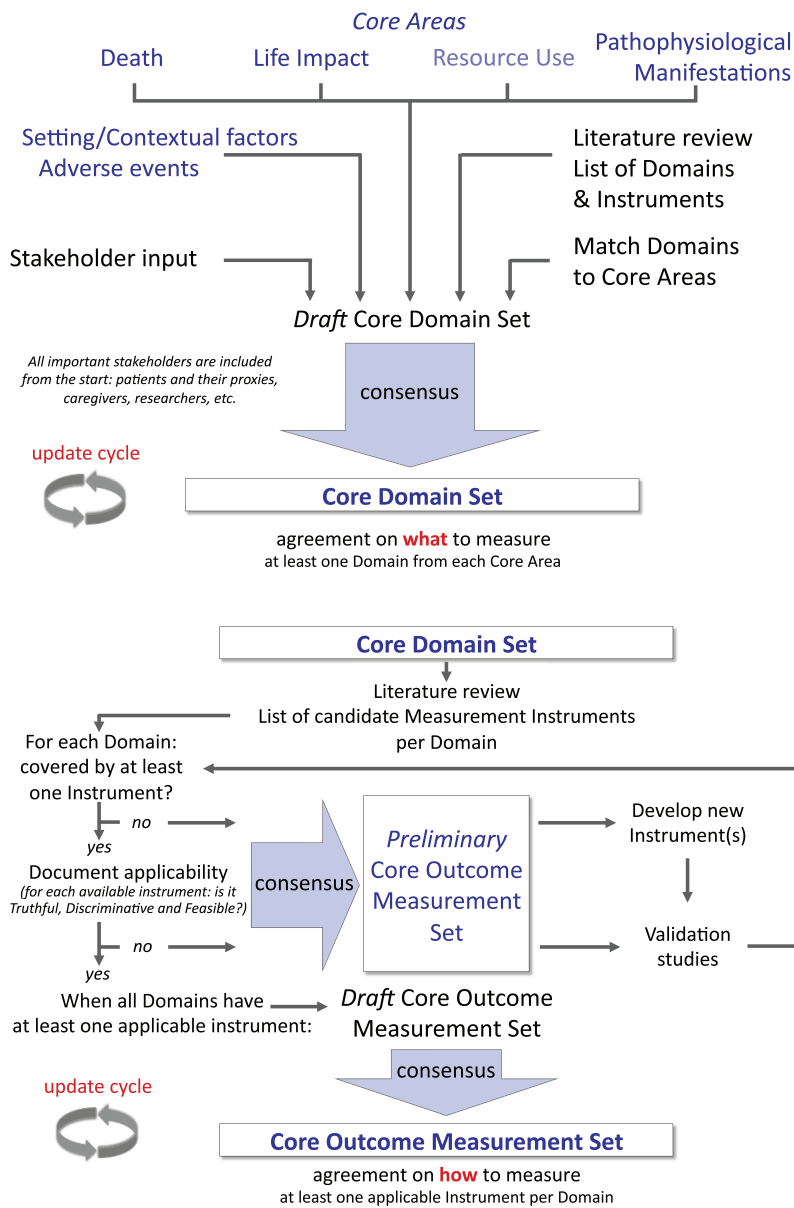 Core Areas
Death
Life Impact
Resource Use
Pathophysiological
Manifestations
Setting/Contextual factors
Adverse events
Literature review
List of Domains
& Instruments
Stakeholder input
Match Domains
to Core Areas
Draft Core Domain Set
All important stakeholders are included
from the start: patients and their proxies,
caregivers, researchers, etc.
consensus
update cycle
Core Domain Set
agreement on what to measure
at least one Domain from each Core Area
Core Domain Set
Literature review
List of candidate Measurement Instruments
per Domain
For each Domain:
covered by at least
one Instrument?
no
yes
Document applicability
(for each available instrument: is it
Truthful, Discriminative and Feasible?)
no
yes
consensus
Preliminary
Core Outcome
Measurement
Set
Develop new
Instrument(s)
Validation
studies
When all Domains have
at least one applicable instrument:
Draft Core Outcome
Measurement Set
consensus
update cycle
Core Outcome Measurement Set
agreement on how to measure
at least one applicable Instrument per Domain